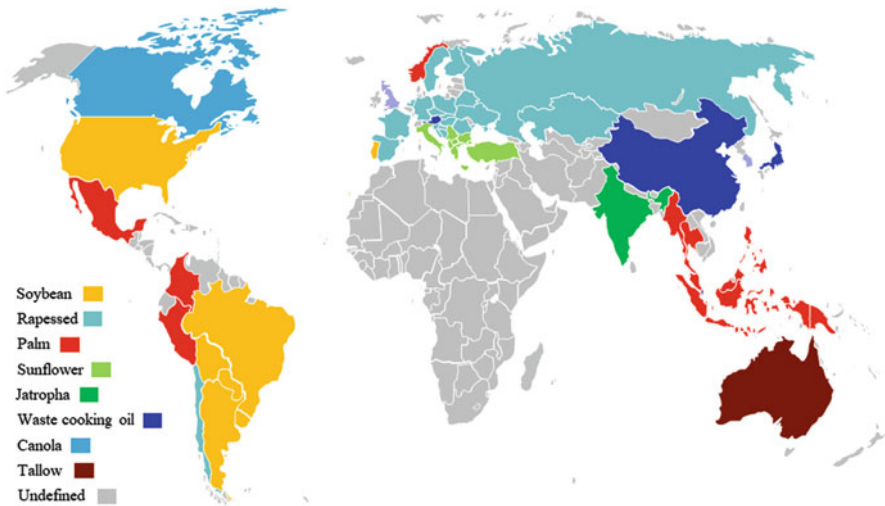 Soybean
Rapessed
Palm
Sunflower
Jatropha
Waste cooking oil
Canola
Tallow
Undefined